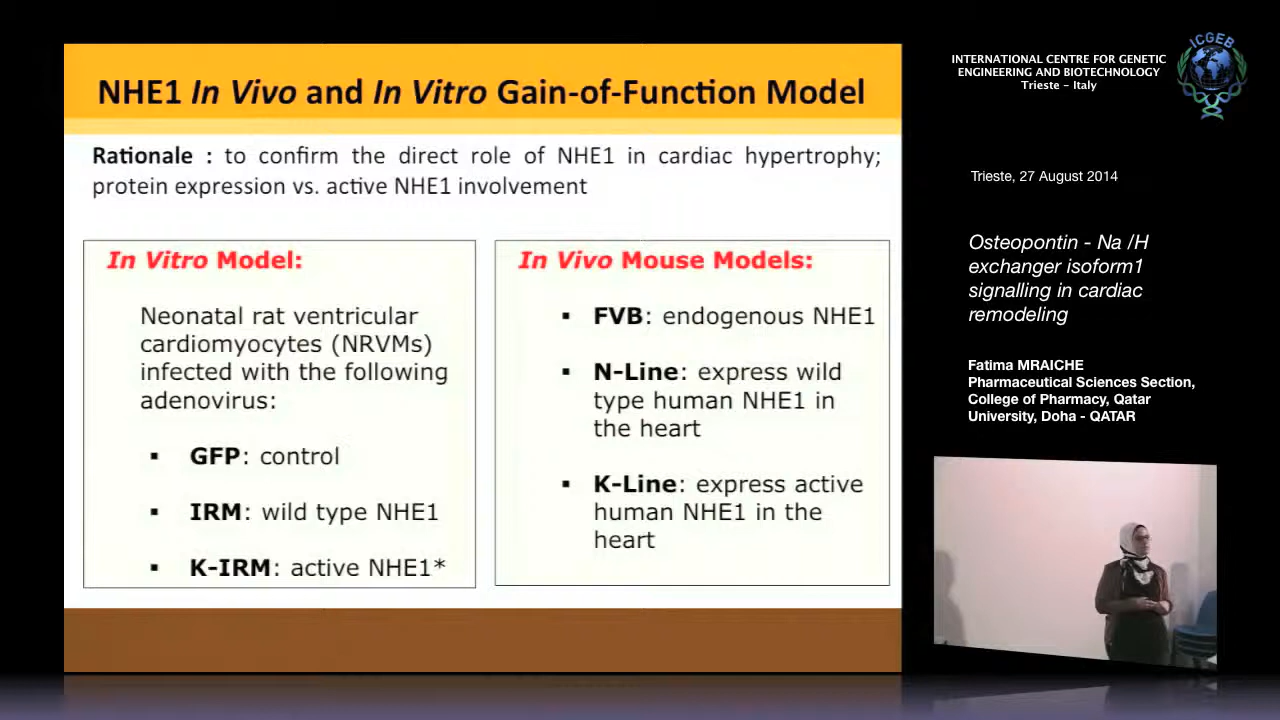 NHE1 In Vivo and In Vitro Gain-of-Function Model
Rationale : to confirm the direct role of NHE1 in cardiac hypertrophy;
protein expression vs. active NHE1 involvement
In Vitro Model:
Neonatal rat ventricular
cardiomyocytes (NRVMs)
infected with the following
adenovirus:
▪ GFP: control
▪ IRM: wild type NHE1
▪ K-IRM: active NHE1*
In Vivo Mouse Models:
▪ FVB: endogenous NHE1
▪ N-Line: express wild
type human NHE1 in
the heart
▪ K-Line: express active
human NHE1 in the
heart
INTERNATIONAL CENTRE FOR GENETIC
ENGINEERING AND BIOTECHNOLOGY
Trieste - Italy
ICGEB
Trieste, 27 August 2014
Osteopontin - Na /H
exchanger isoform1
signalling in cardiac
remodeling
Fatima MRAICHE
Pharmaceutical Sciences Section,
College of Pharmacy, Qatar
University, Doha - QATAR